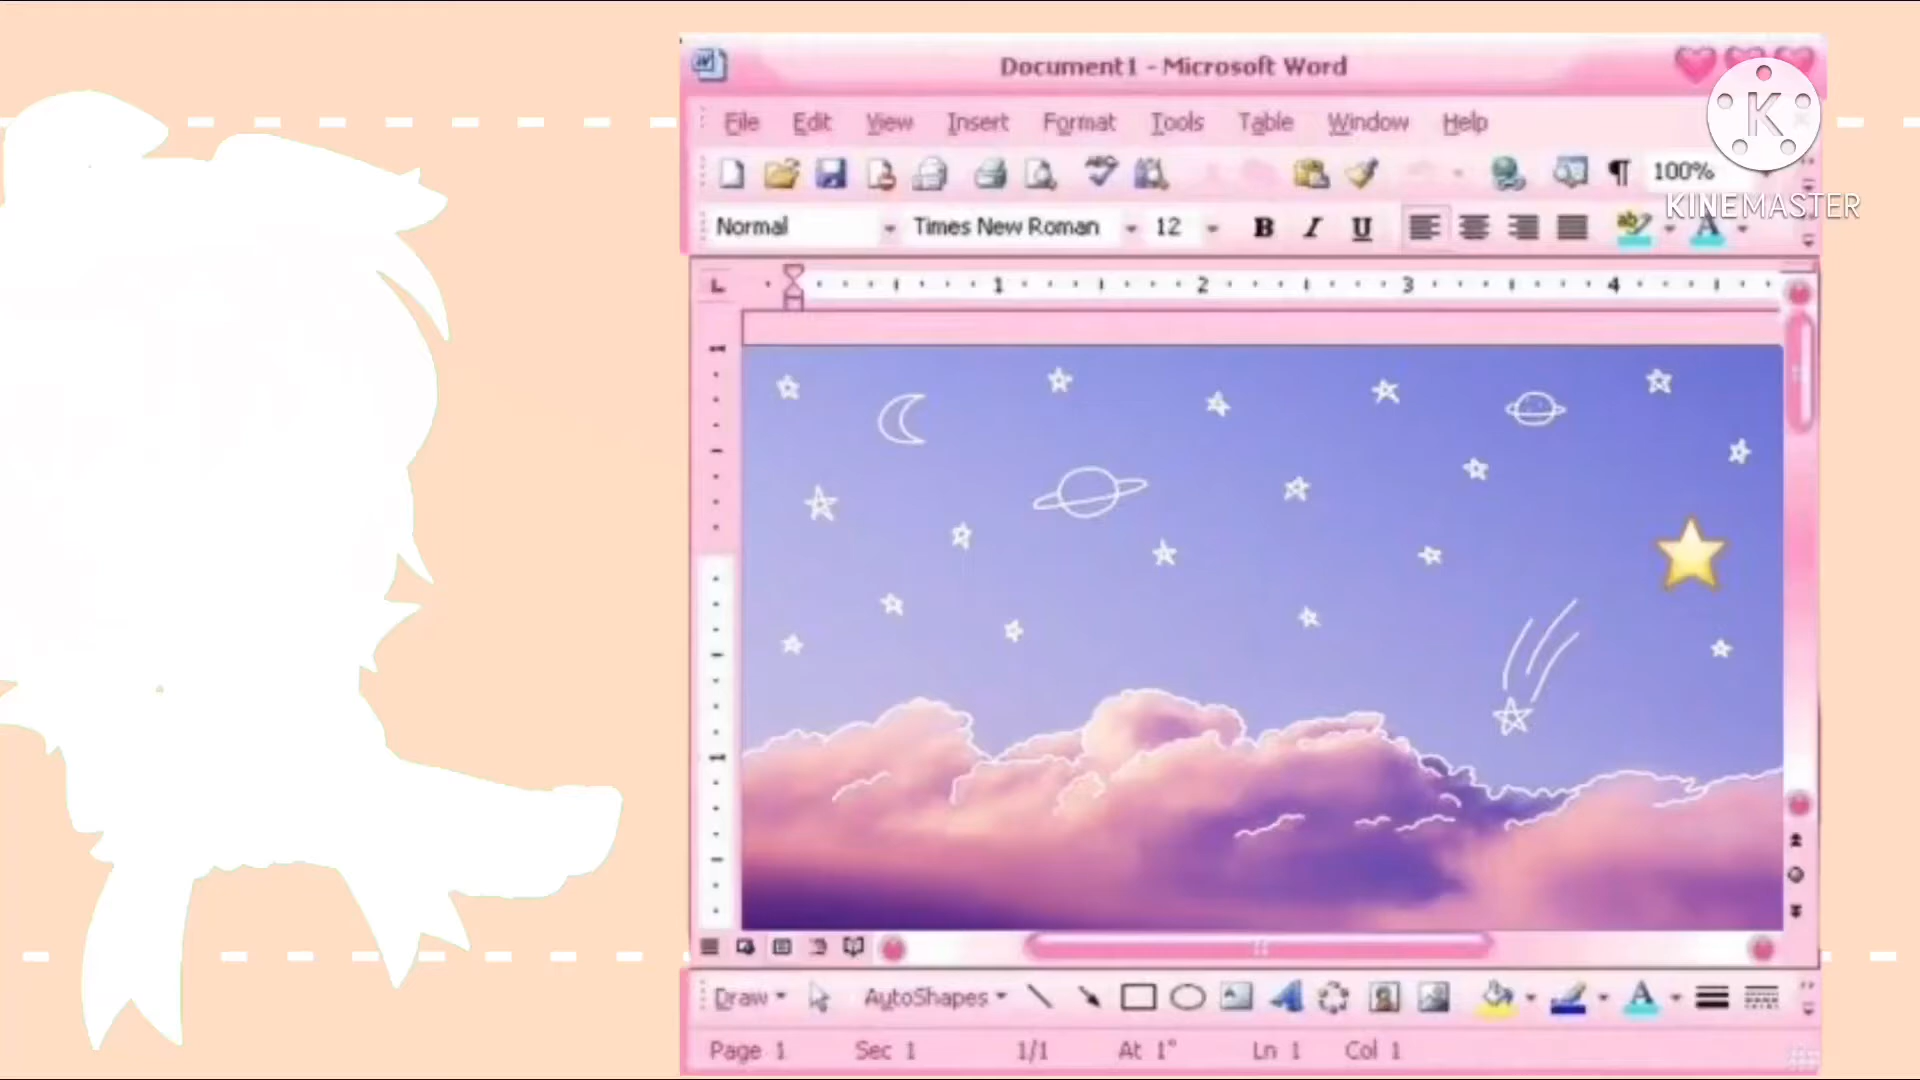 Document1 - Microsoft Word
File Edit View Insert Format Tools Table Window Help
100%
KINEMASTER
Normal Times New Roman 12 B I U
1 2 3 4
Draw AutoShapes
Page 1 Sec 1 1/1 At 1" Ln 1 Col 1